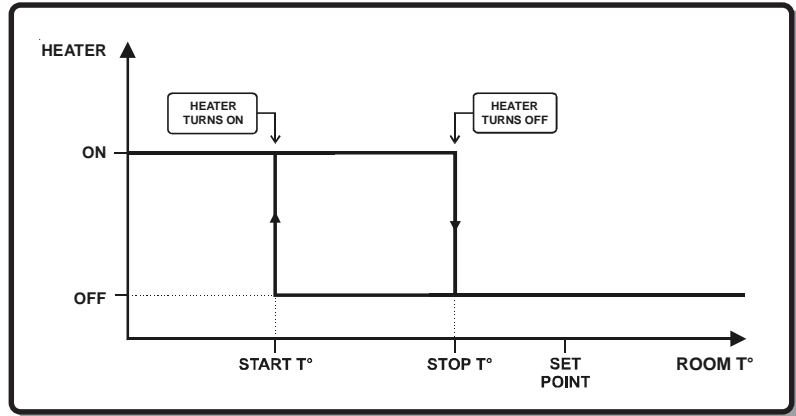 HEATER
HEATER
TURNS ON
HEATER
TURNS OFF
ON
OFF
START T°
STOP T°
SET
POINT
ROOM T°